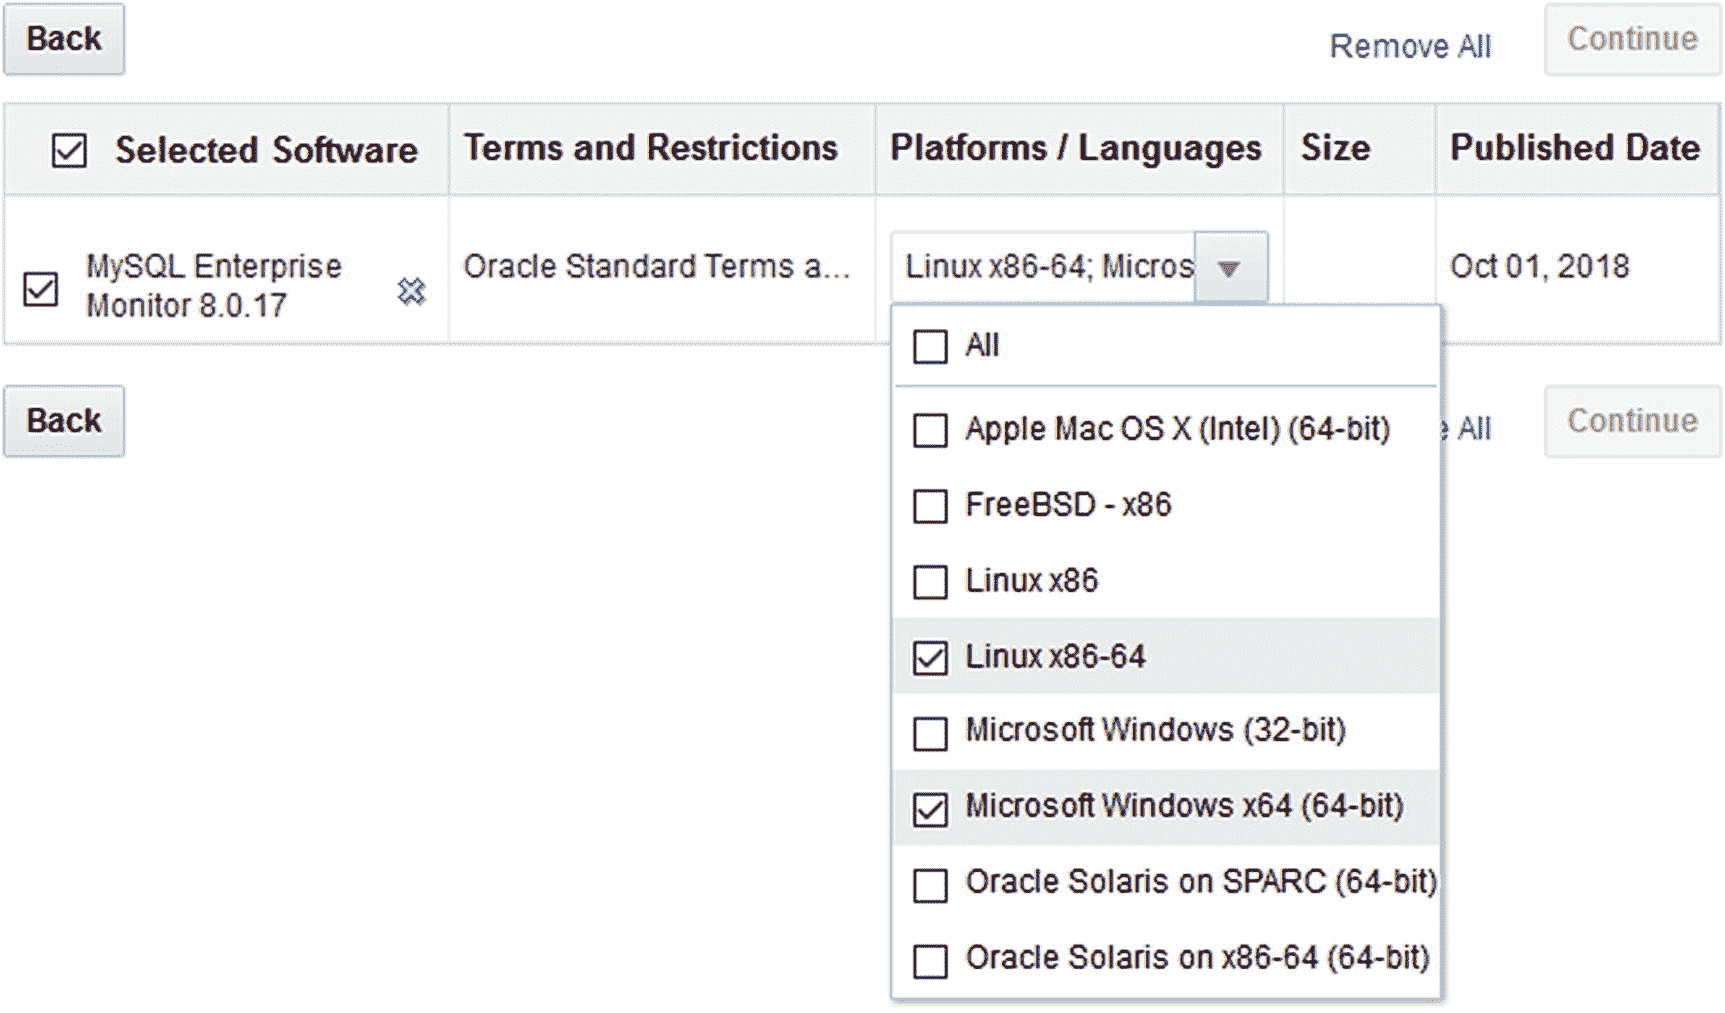 Back
Remove All
Continue
Selected Software
Terms and Restrictions
Platforms / Languages
Size
Published Date
MySQL Enterprise
Monitor 8.0.17
Oracle Standard Terms a...
Linux x86-64; Micros
Oct 01, 2018
All
Apple Mac OS X (Intel) (64-bit)
FreeBSD - x86
Linux x86
Linux x86-64
Microsoft Windows (32-bit)
Microsoft Windows x64 (64-bit)
Oracle Solaris on SPARC (64-bit)
Oracle Solaris on x86-64 (64-bit)
Back
All
Continue